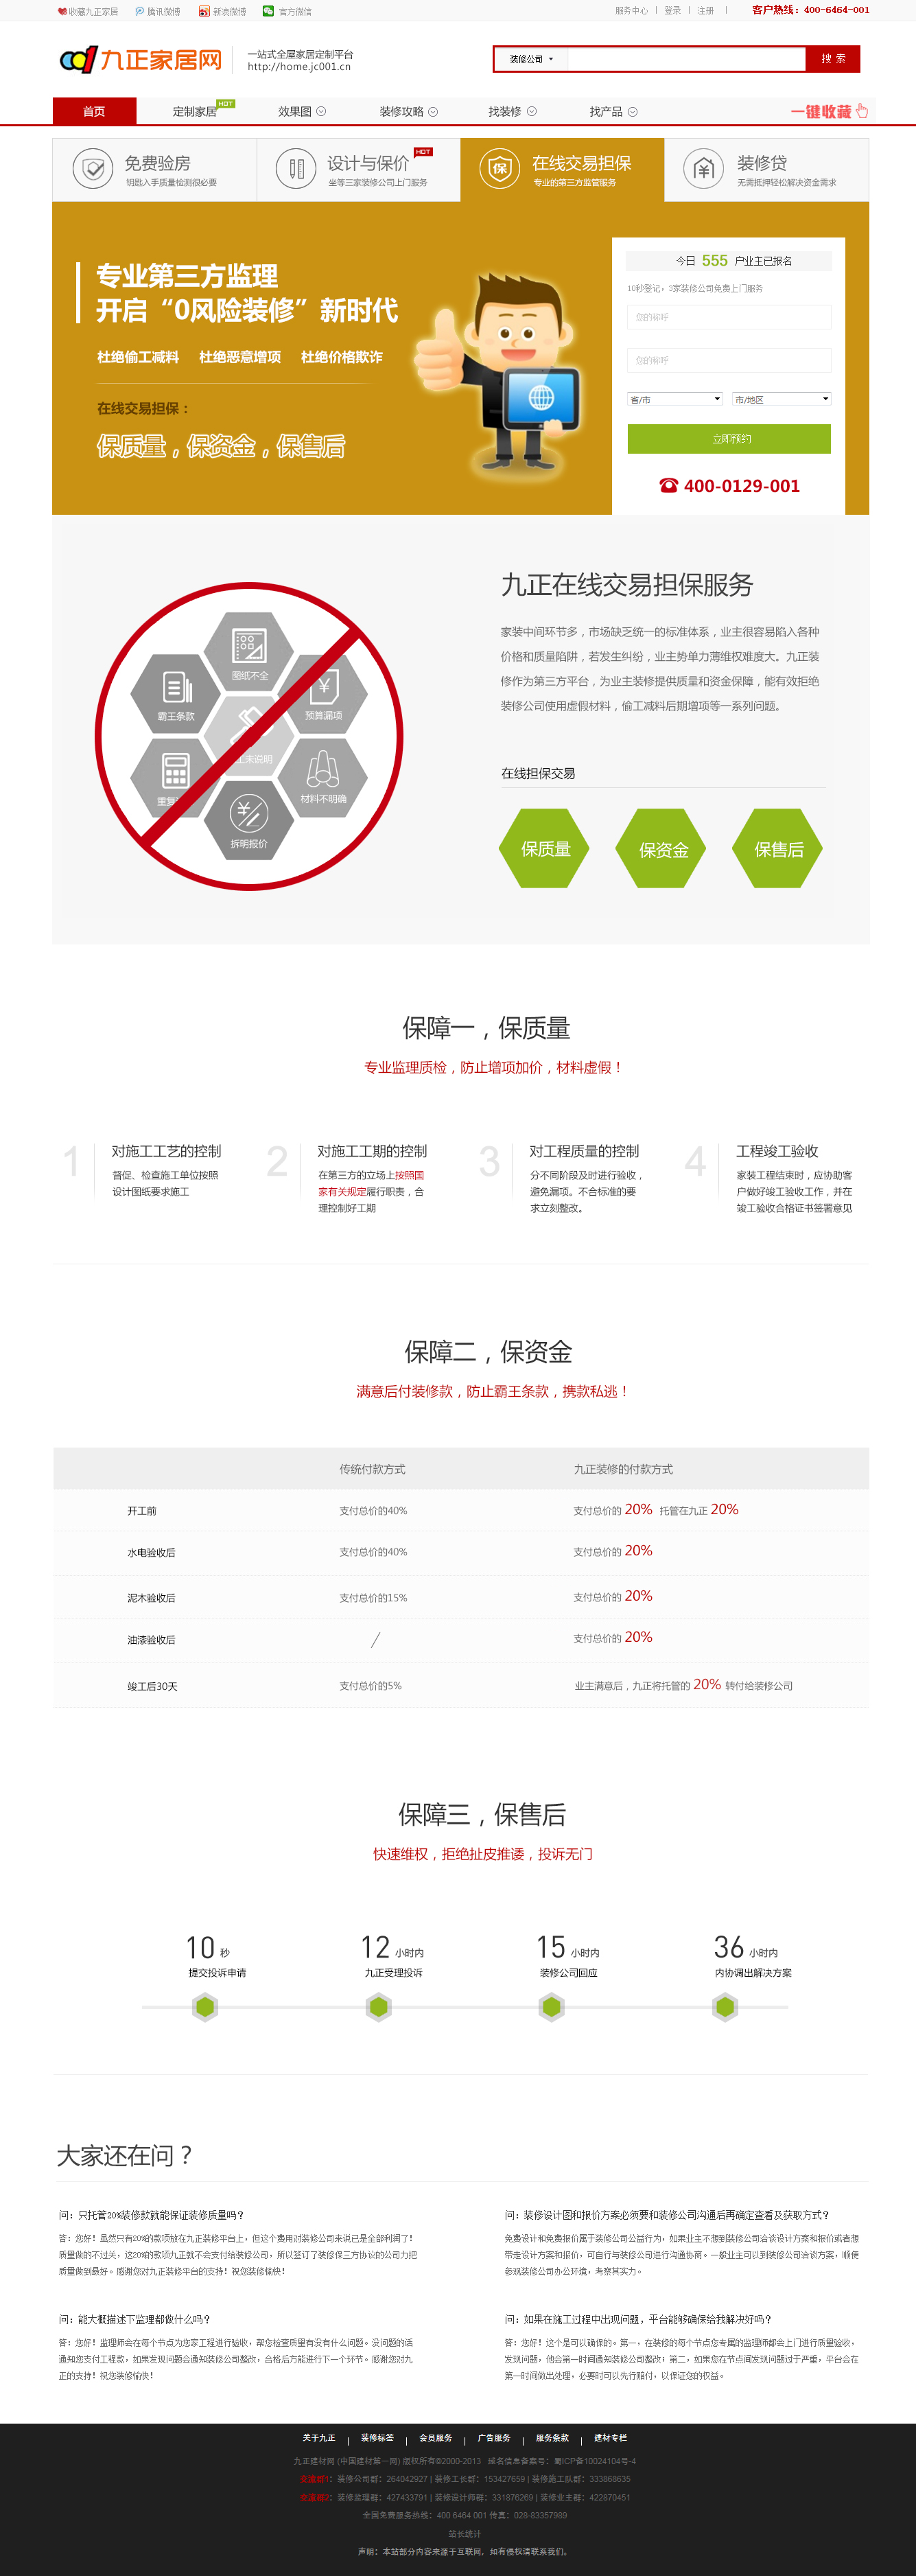 收藏九正家居 腾讯微博 新浪微博 官方微信 服务中心 | 登录 | 注册 | 客户热线：400-6464-001
九正家居网 一站式全屋家居定制平台
http://home.jc001.cn
装修公司 搜 索
首页 定制家居 HOT 效果图 装修攻略 找装修 找产品 一键收藏
免费验房 设计与保价 HOT 在线交易担保 装修贷
钥匙入手质量检测很必要 坐等三家装修公司上门服务 专业的第三方监管服务 无需抵押轻松解决资金需求
保
专业第三方监理
开启“0风险装修”新时代
杜绝偷工减料 杜绝恶意增项 杜绝价格欺诈
在线交易担保：
保质量，保资金，保售后
今日 555 户业主已报名
10秒登记，3家装修公司免费上门服务
您的称呼
您的称呼
省/市 市/地区
立即预约
400-0129-001
九正在线交易担保服务
家装中间环节多，市场缺乏统一的标准体系，业主很容易陷入各种
价格和质量陷阱，若发生纠纷，业主势单力薄维权难度大。九正装
修作为第三方平台，为业主装修提供质量和资金保障，能有效拒绝
装修公司使用虚假材料，偷工减料后期增项等一系列问题。
图纸不全
霸王条款
预算漏项
未说明
重复
材料不明确
拆明报价
在线担保交易
保质量 保资金 保售后
保障一，保质量
专业监理质检，防止增项加价，材料虚假！
1 对施工工艺的控制
督促、检查施工单位按照
设计图纸要求施工
2 对施工工期的控制
在第三方的立场上按照国
家有关规定履行职责，合
理控制好工期
3 对工程质量的控制
分不同阶段及时进行验收，
避免漏项。不合标准的要
求立刻整改。
4 工程竣工验收
家装工程结束时，应协助客
户做好竣工验收工作，并在
竣工验收合格证书签署意见
保障二，保资金
满意后付装修款，防止霸王条款，携款私逃！
传统付款方式 九正装修的付款方式
开工前 支付总价的40% 支付总价的 20% 托管在九正 20%
水电验收后 支付总价的40% 支付总价的 20%
泥木验收后 支付总价的15% 支付总价的 20%
油漆验收后 / 支付总价的 20%
竣工后30天 支付总价的5% 业主满意后，九正将托管的 20% 转付给装修公司
保障三，保售后
快速维权，拒绝扯皮推诿，投诉无门
10 秒 12 小时内 15 小时内 36 小时内
提交投诉申请 九正受理投诉 装修公司回应 内协调出解决方案
大家还在问？
问：只托管20%装修款就能保证装修质量吗？
答：您好！虽然只有20%的款项放在九正装修平台上，但这个费用对装修公司来说已是全部利润了！
质量做的不过关，这20%的款项九正就不会支付给装修公司，所以签订了装修保三方协议的公司力把
质量做到最好。感谢您对九正装修平台的支持！祝您装修愉快！
问：装修设计图和报价方案必须要和装修公司沟通后再确定查看及获取方式？
免费设计和免费报价属于装修公司公益行为，如果业主不想到装修公司洽谈设计方案和报价或者想
带走设计方案和报价，可自行与装修公司进行沟通协商。一般业主可以到装修公司洽谈方案，顺便
参观装修公司办公环境，考察其实力。
问：能大概描述下监理都做什么吗？
答：您好！监理师会在每个节点为您家工程进行验收，帮您检查质量有没有什么问题。没问题的话
通知您支付工程款，如果发现问题会通知装修公司整改，合格后方能进行下一个环节。感谢您对九
正的支持！祝您装修愉快！
问：如果在施工过程中出现问题，平台能够确保给我解决好吗？
答：您好！这个是可以确保的。第一，在装修的每个节点您专属的监理师都会上门进行质量验收，
发现问题，他会第一时间通知装修公司整改；第二，如果您在节点间发现问题过于严重，平台会在
第一时间做出处理，必要时可以先行赔付，以保证您的权益。
关于九正 | 装修标签 | 会员服务 | 广告服务 | 服务条款 | 建材专栏
九正建材网 (中国建材第一网) 版权所有©2000-2013 域名信息备案号：蜀ICP备10024104号-4
交流群1：装修公司群：264042927 | 装修工长群：153427659 | 装修施工队群：333868635
交流群2：装修监理群：427433791 | 装修设计师群：331876269 | 装修业主群：422870451
全国免费服务热线：400 6464 001 传真：028-83357989
站长统计
声明：本站部分内容来源于互联网，如有侵权请联系我们。